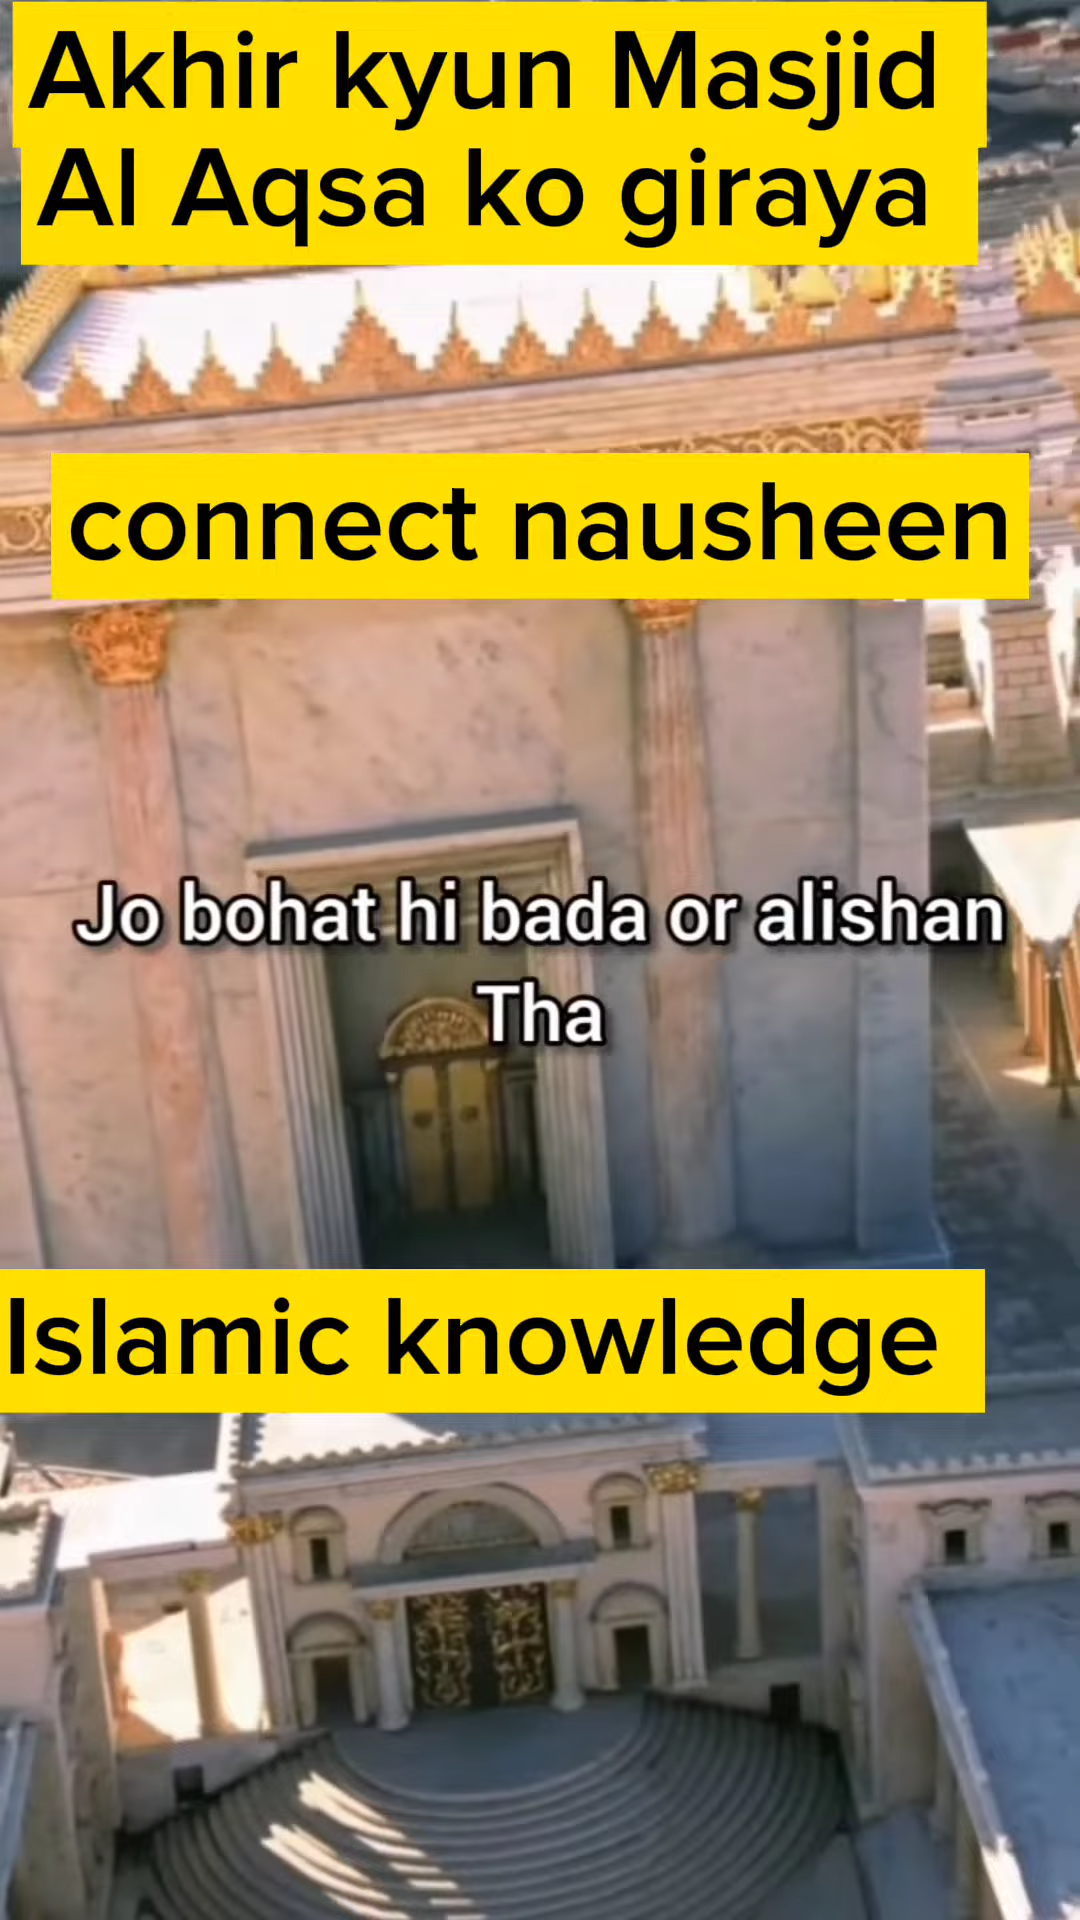 Akhir kyun Masjid
Al Aqsa ko giraya
connect nausheen
Jo bohat hi bada or alishan
Tha
Islamic knowledge